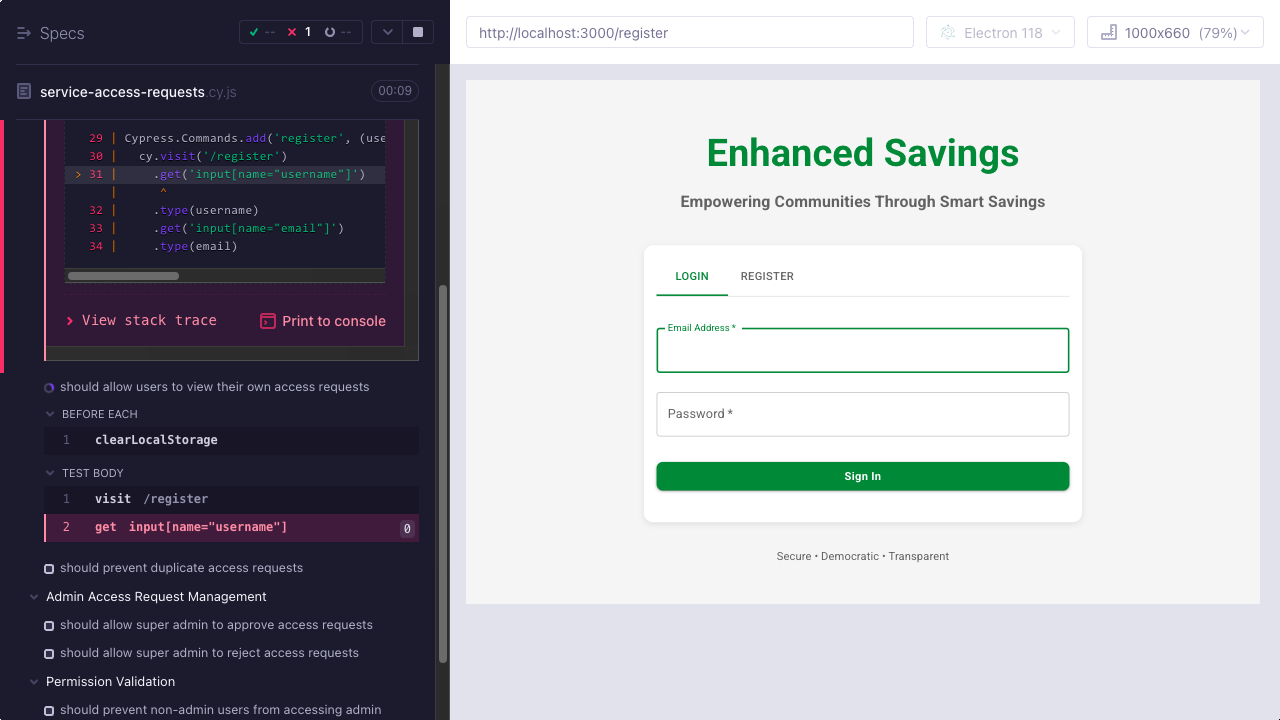 Specs
-- 1 --
service-access-requests.cy.js 00:09
29 | Cypress.Commands.add('register', (use
30 | cy.visit('/register')
> 31 | .get('input[name="username"]')
| ^
32 | .type(username)
33 | .get('input[name="email"]')
34 | .type(email)
View stack trace Print to console
should allow users to view their own access requests
BEFORE EACH
1 clearLocalStorage
TEST BODY
1 visit /register
2 get input[name="username"] 0
should prevent duplicate access requests
Admin Access Request Management
should allow super admin to approve access requests
should allow super admin to reject access requests
Permission Validation
should prevent non-admin users from accessing admin
http://localhost:3000/register Electron 118 1000x660 (79%)
Enhanced Savings
Empowering Communities Through Smart Savings
LOGIN REGISTER
Email Address *
Password *
Sign In
Secure • Democratic • Transparent